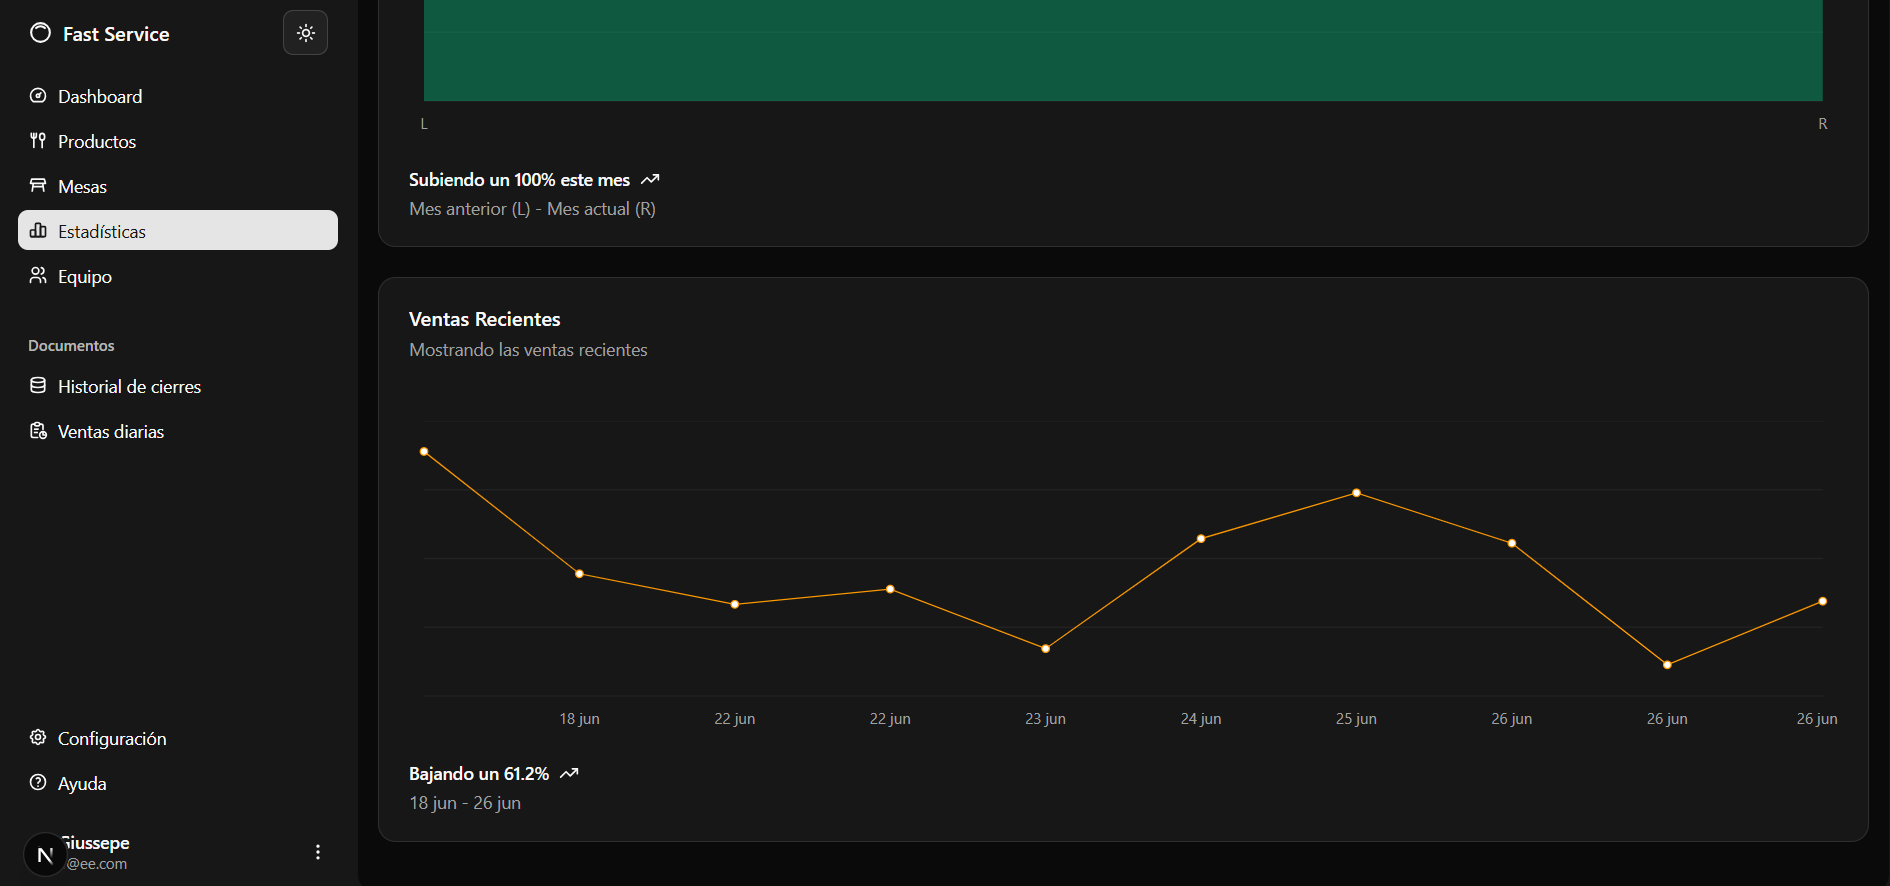 Fast Service
Dashboard
Productos
Mesas
Estadísticas
Equipo
Documentos
Historial de cierres
Ventas diarias
Configuración
Ayuda
N
@ee.com
L
R
Subiendo un 100% este mes
Mes anterior (L) - Mes actual (R)
Ventas Recientes
Mostrando las ventas recientes
18 jun
22 jun
22 jun
23 jun
24 jun
25 jun
26 jun
26 jun
26 jun
Bajando un 61.2%
18 jun - 26 jun